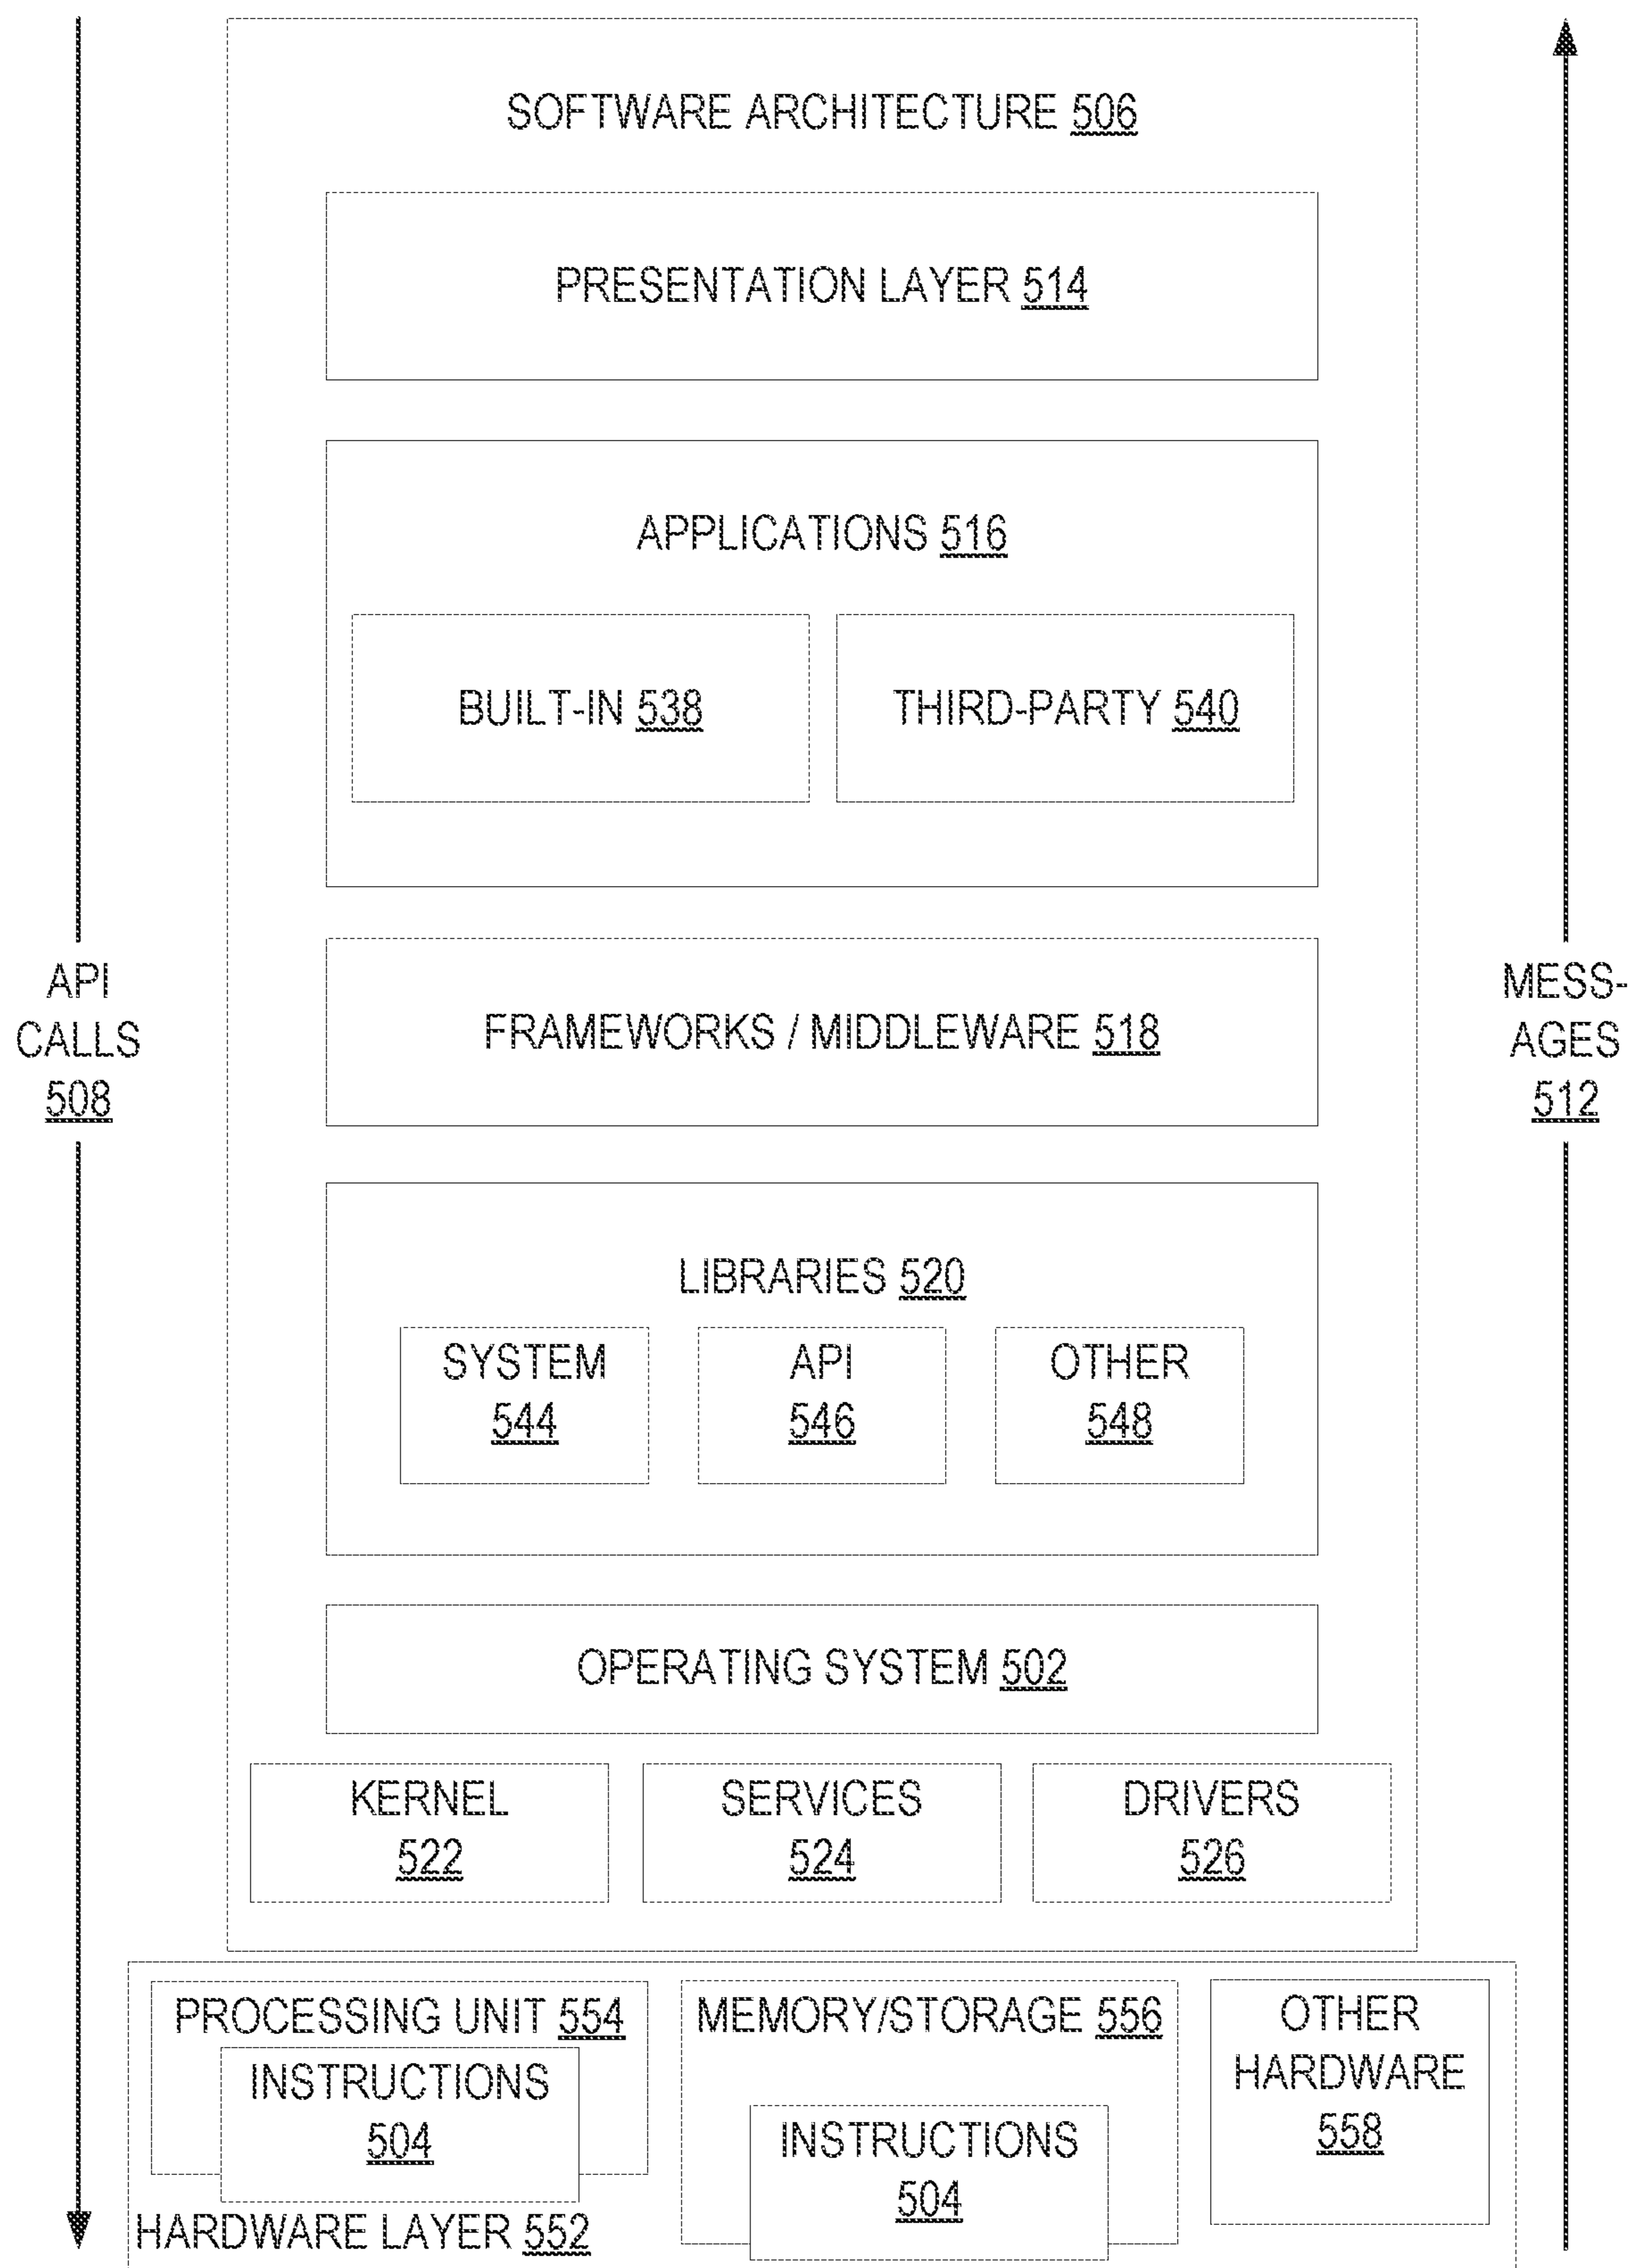 SOFTWARE ARCHITECTURE 506
PRESENTATION LAYER 514
APPLICATIONS 516
BUILT-IN 538
THIRD-PARTY 540
API
CALLS
508
FRAMEWORKS / MIDDLEWARE 518
MESS-
AGES
512
LIBRARIES 520
SYSTEM
544
API
546
OTHER
548
OPERATING SYSTEM 502
KERNEL
522
SERVICES
524
DRIVERS
526
PROCESSING UNIT 554
INSTRUCTIONS
504
MEMORY/STORAGE 556
INSTRUCTIONS
504
OTHER
HARDWARE
558
HARDWARE LAYER 552